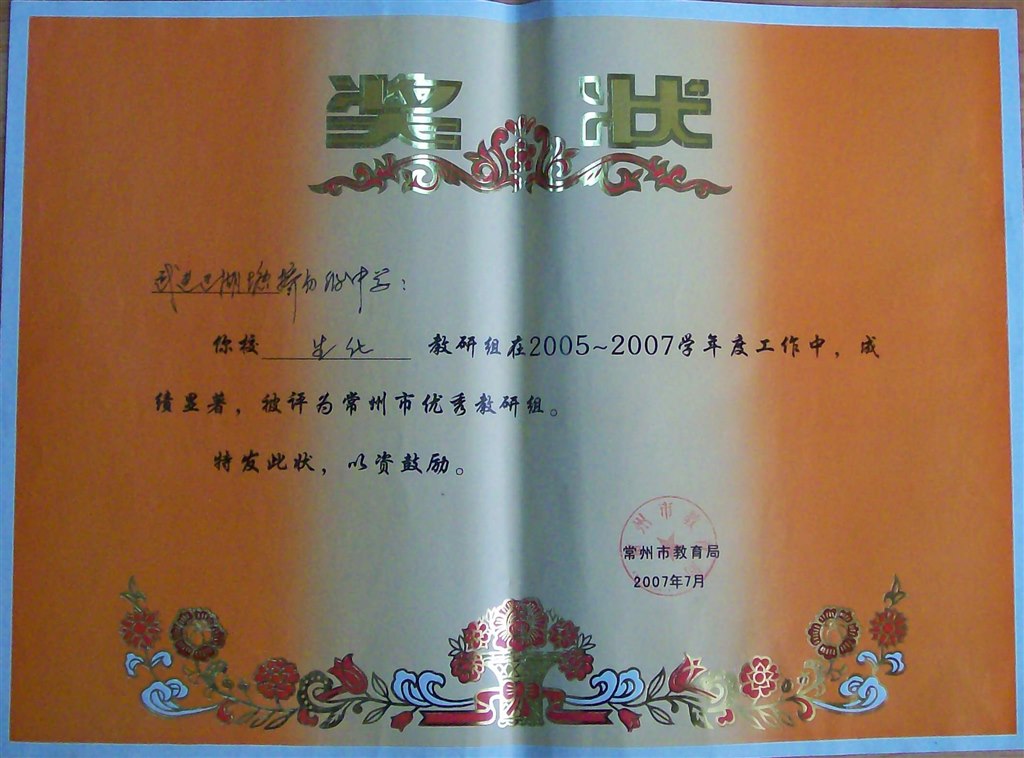 奖 状
武进区湖塘桥初级中学：
你校 生化 教研组在2005~2007学年度工作中，成
绩显著，被评为常州市优秀教研组。
特发此状，以资鼓励。
州市教
常州市教育局
2007年7月